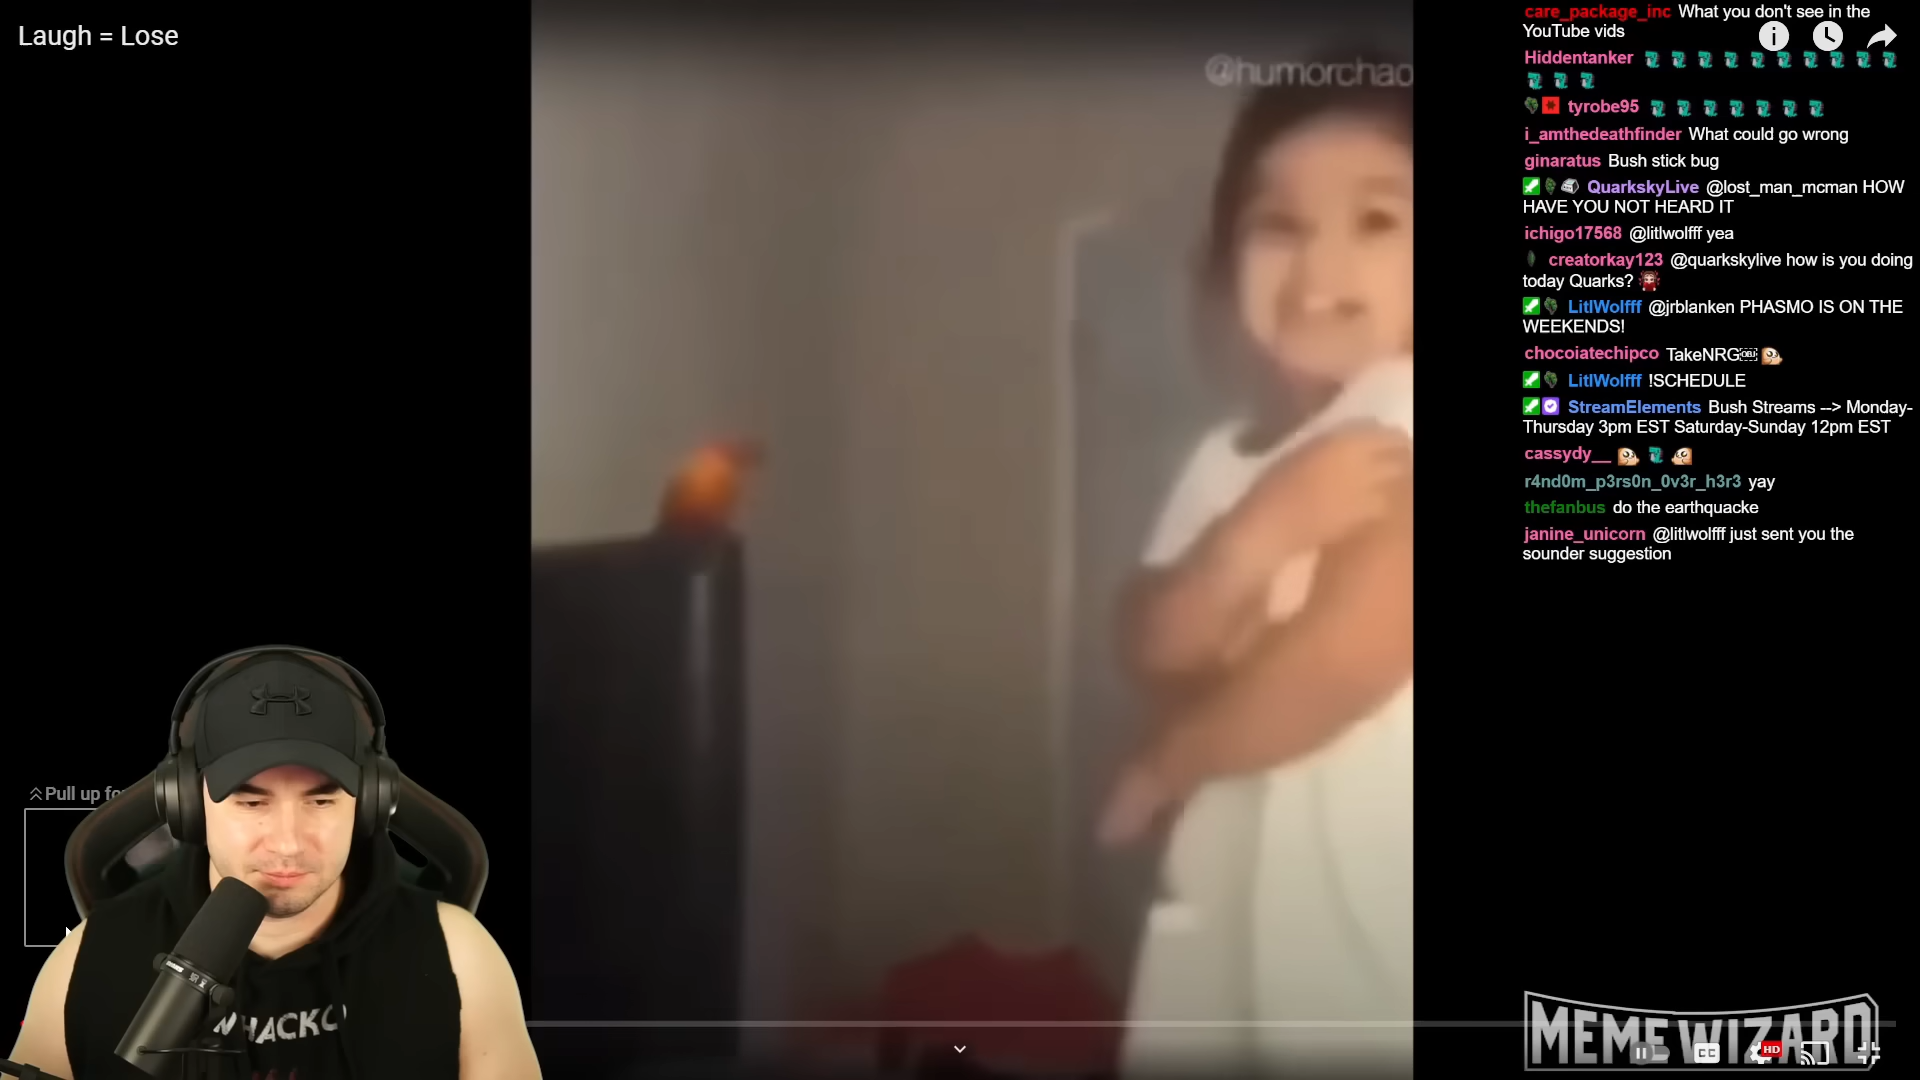 Laugh = Lose
@humorchao
care_package_inc What you don't see in the
YouTube vids
Hiddentanker
tyrobe95
i_amthedeathfinder What could go wrong
ginaratus Bush stick bug
QuarkskyLive @lost_man_mcman HOW
HAVE YOU NOT HEARD IT
ichigo17568 @litlwolfff yea
creatorkay123 @quarkskylive how is you doing
today Quarks?
LitlWolfff @jrblanken PHASMO IS ON THE
WEEKENDS!
chocoiatechipco TakeNRG
LitlWolfff !SCHEDULE
StreamElements Bush Streams --> Monday-
Thursday 3pm EST Saturday-Sunday 12pm EST
cassydy__
r4nd0m_p3rs0n_0v3r_h3r3 yay
thefanbus do the earthquacke
janine_unicorn @litlwolfff just sent you the
sounder suggestion
Pull up fo
HACK
MEME WIZARD
CC
HD